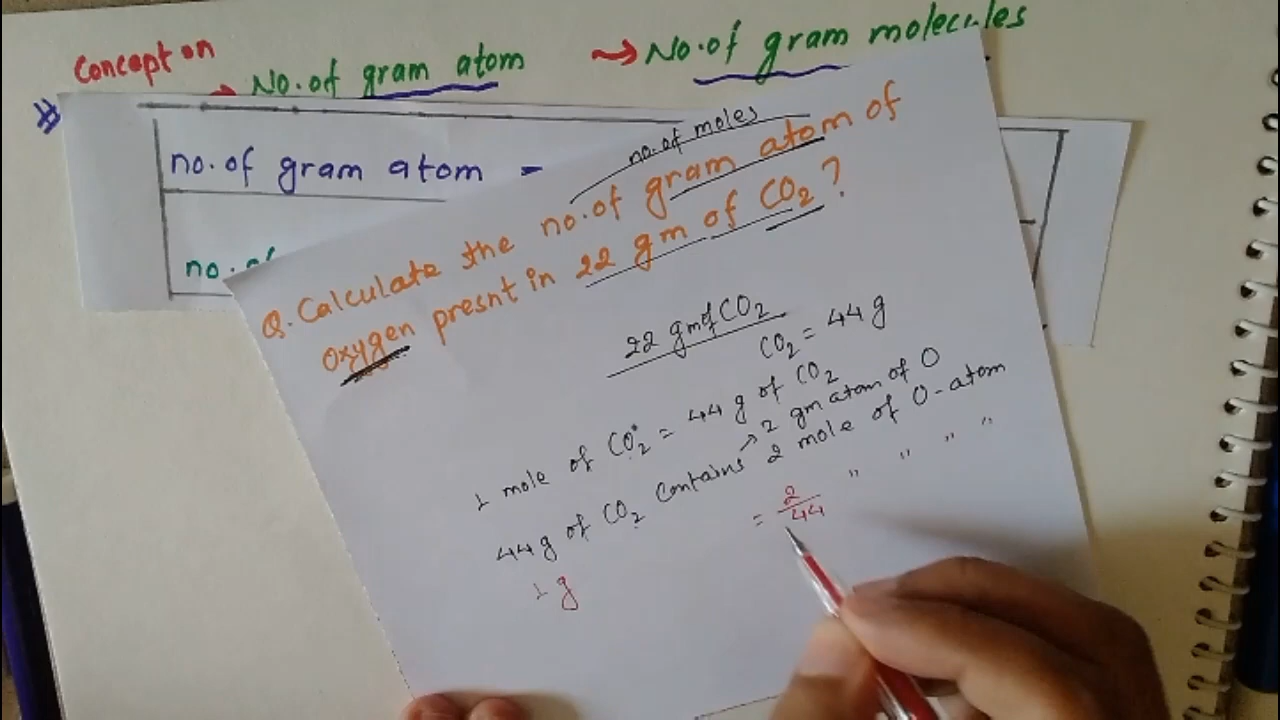 Concept on
→ No. of gram atom → No. of gram molecules
#
no. of gram atom -
no. of
no. of moles
Q. Calculate the no. of gram atom of
oxygen presnt in 22 gm of CO₂ ?
22 gm of CO₂
CO₂ = 44 g
1 mole of CO₂ = 44 g of CO₂
→ 2 gm atom of O
44 g of CO₂ Contains 2 mole of O-atom
1 g = 2/44 " " " "